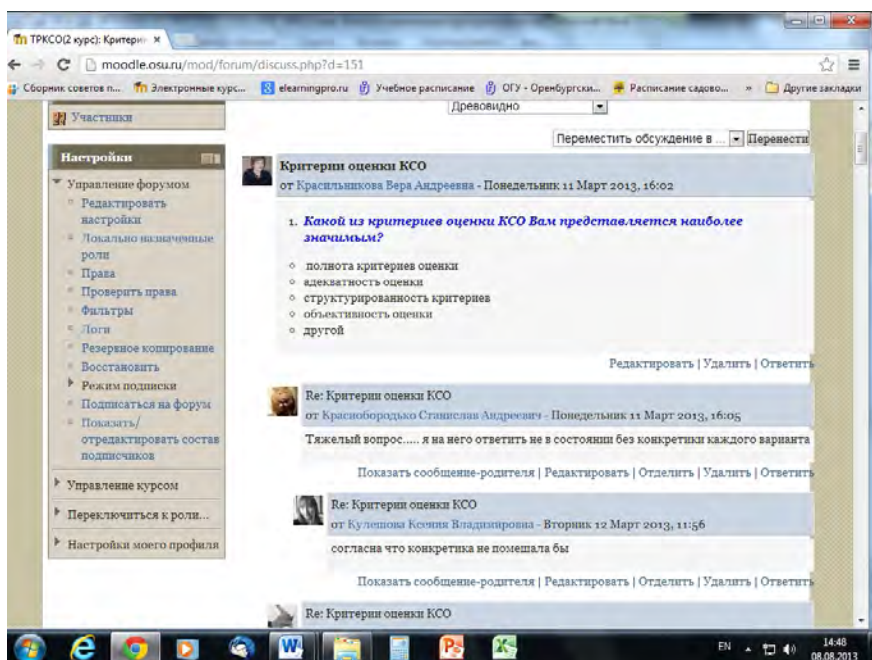 ТРКСО(2 курс): Критери
moodle.osu.ru/mod/forum/discuss.php?d=151
Сборник советов п... Электронные курс... elearningpro.ru Учебное расписание ОГУ - Оренбургски... Расписание садово... » Другие закладки
Участники
Древовидно
Переместить обсуждение в ... Перенести
Настройки
Управление форумом
Редактировать
настройки
Локально назначенные
роли
Права
Проверить права
Фильтры
Логи
Резервное копирование
Восстановить
Режим подписки
Подписаться на форум
Показать/
отредактировать состав
подписчиков
Управление курсом
Переключиться к роли...
Настройки моего профиля
Критерии оценки КСО
от Красильникова Вера Андреевна - Понедельник 11 Март 2013, 16:02
1. Какой из критериев оценки КСО Вам представляется наиболее
значимым?
полнота критериев оценки
адекватность оценки
структурированность критериев
объективность оценки
другой
Редактировать | Удалить | Ответить
Re: Критерии оценки КСО
от Краснобородько Станислав Андреевич - Понедельник 11 Март 2013, 16:05
Тяжелый вопрос..... я на него ответить не в состоянии без конкретики каждого варианта
Показать сообщение-родителя | Редактировать | Отделить | Удалить | Ответить
Re: Критерии оценки КСО
от Кулешова Ксения Владимировна - Вторник 12 Март 2013, 11:56
согласна что конкретика не помешала бы
Показать сообщение-родителя | Редактировать | Отделить | Удалить | Ответить
Re: Критерии оценки КСО
EN 14:48
08.08.2013